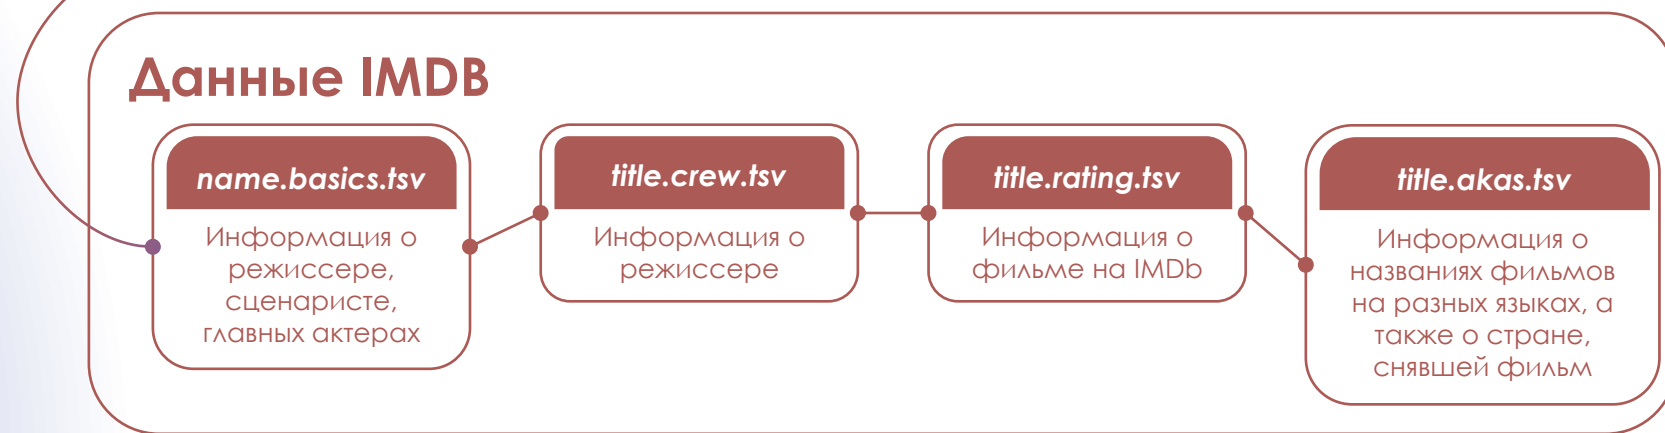 Данные IMDB
name.basics.tsv
Информация о
режиссере,
сценаристе,
главных актерах
title.crew.tsv
Информация о
режиссере
title.rating.tsv
Информация о
фильме на IMDb
title.akas.tsv
Информация о
названиях фильмов
на разных языках, а
также о стране,
снявшей фильм